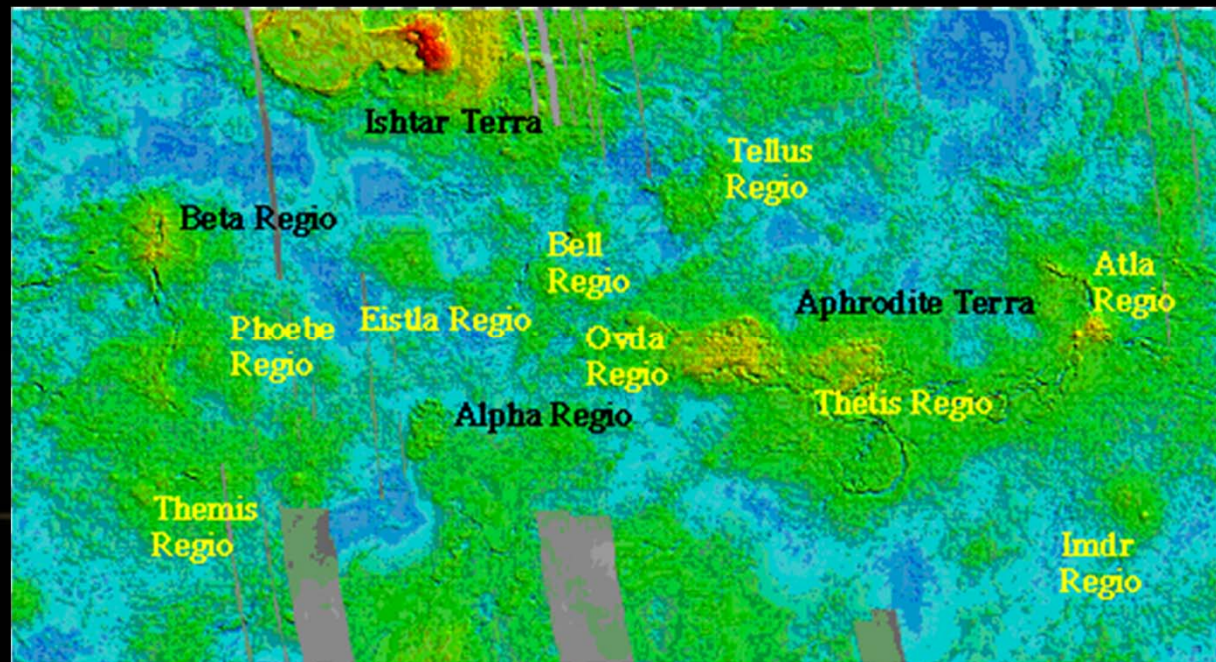 Ishtar Terra
Tellus
Regio
Beta Regio
Bell
Regio
Atla
Regio
Aphrodite Terra
Eistla Regio
Phoebe
Regio
Ovda
Regio
Thetis Regio
Alpha Regio
Themis
Regio
Imdr
Regio